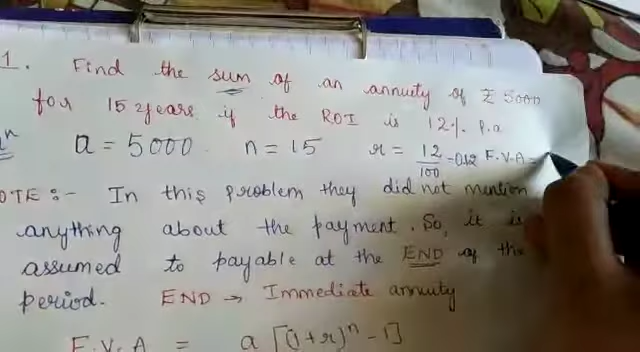 1. Find the sum of an annuity of ₹ 5000
for 15 years if the ROI is 12% P.a
a = 5000 n = 15 r = 12/100 = 0.12 F.V.A =
NOTE :- In this problem they did not mention
anything about the payment. So, it is
assumed to payable at the END of the
period. END → Immediate annuity
F.V.A = a [(1+r)^n - 1]